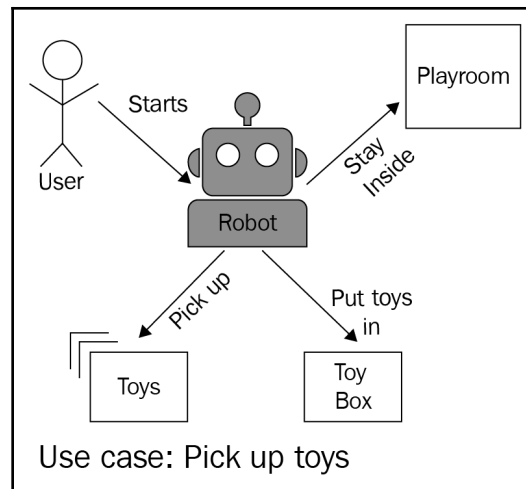 Playroom
Starts
Stay
Inside
User
Robot
Pick up
Put toys
in
Toys
Toy
Box
Use case: Pick up toys